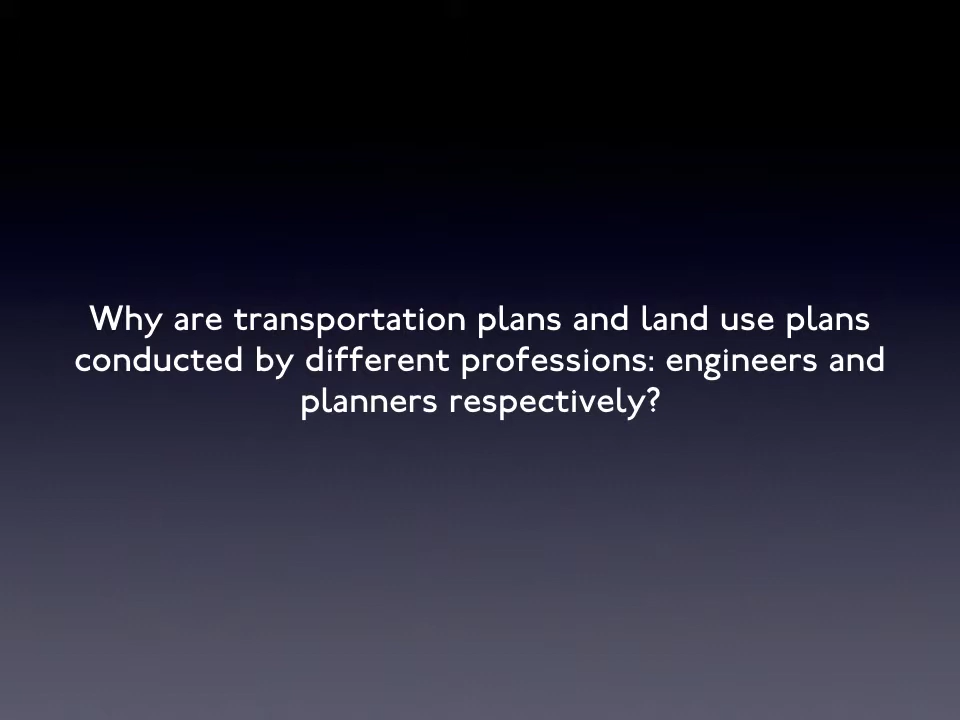 Why are transportation plans and land use plans
conducted by different professions: engineers and
planners respectively?